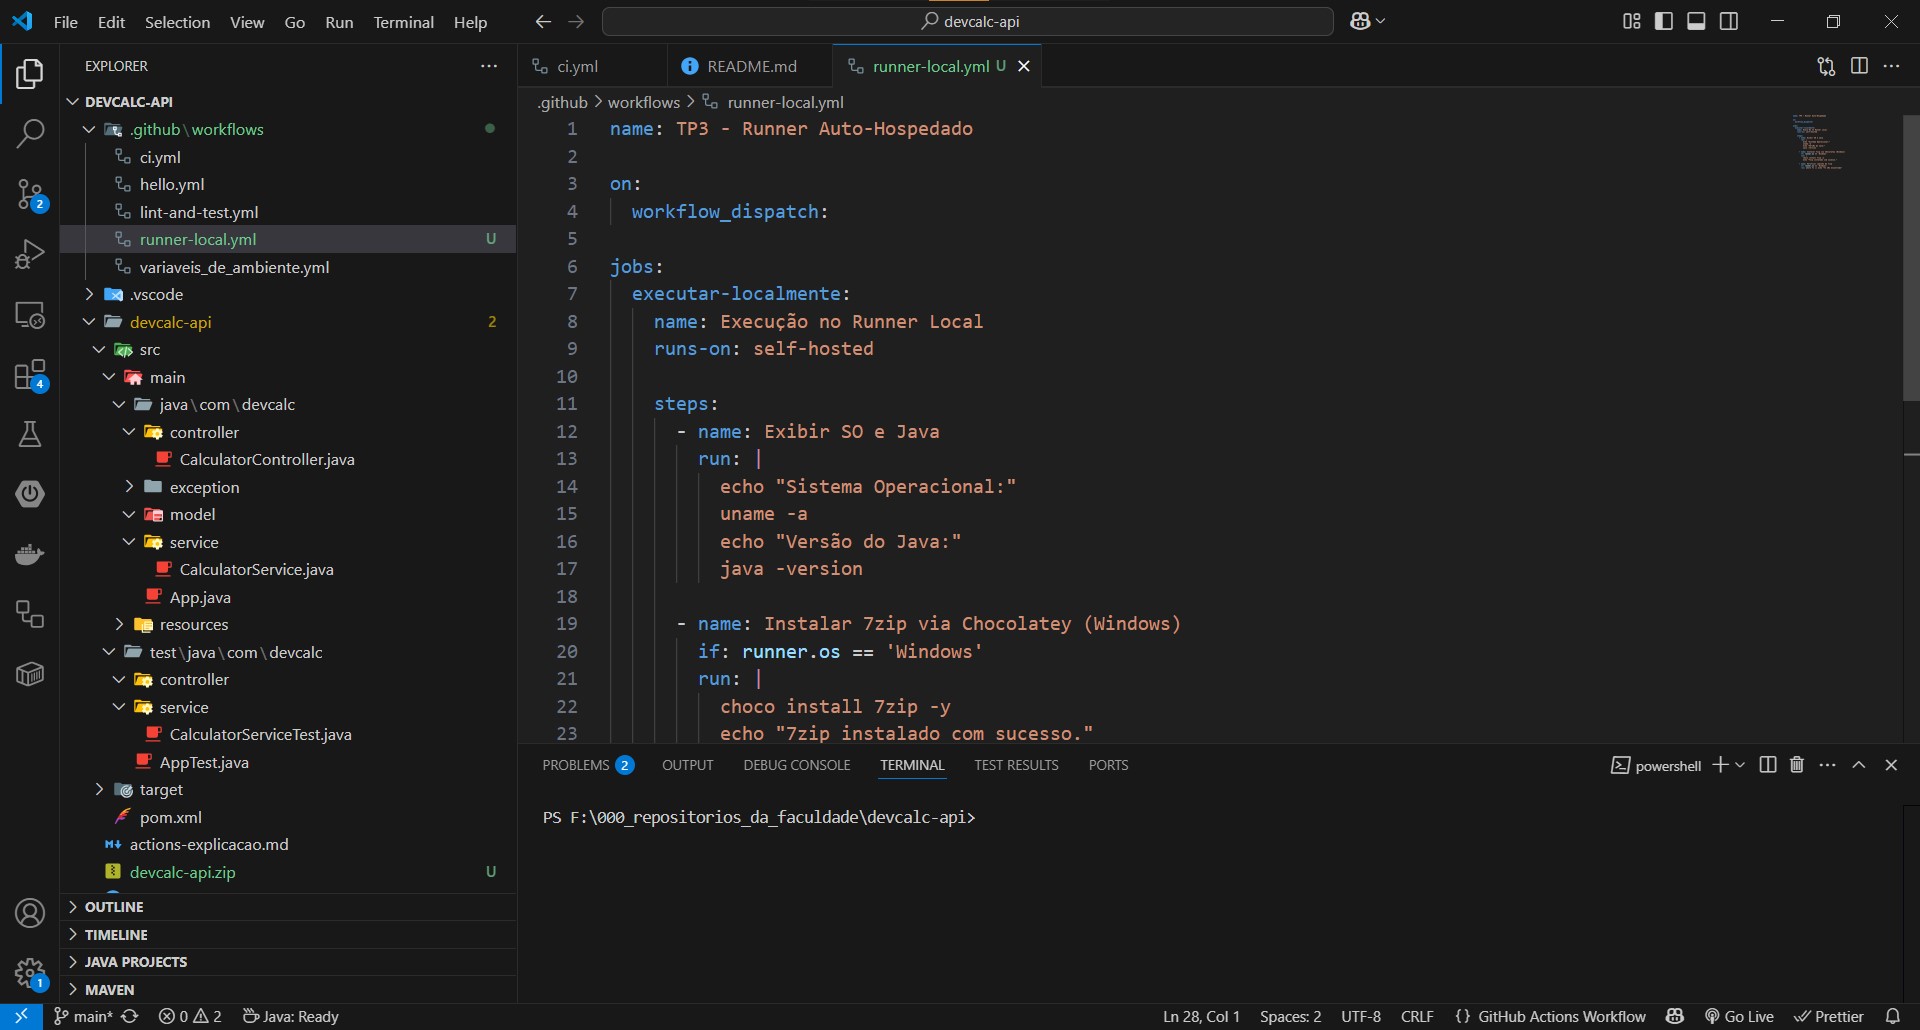 File Edit Selection View Go Run Terminal Help
devcalc-api
EXPLORER
DEVCALC-API
.github\workflows
ci.yml
hello.yml
lint-and-test.yml
runner-local.yml U
variaveis_de_ambiente.yml
.vscode
devcalc-api 2
src
main
java\com\devcalc
controller
CalculatorController.java
exception
model
service
CalculatorService.java
App.java
resources
test\java\com\devcalc
controller
service
CalculatorServiceTest.java
AppTest.java
target
pom.xml
actions-explicacao.md
devcalc-api.zip U
OUTLINE
TIMELINE
JAVA PROJECTS
MAVEN
2
4
1
ci.yml README.md runner-local.yml U
.github > workflows > runner-local.yml
1 name: TP3 - Runner Auto-Hospedado
2
3 on:
4 workflow_dispatch:
5
6 jobs:
7 executar-localmente:
8 name: Execução no Runner Local
9 runs-on: self-hosted
10
11 steps:
12 - name: Exibir SO e Java
13 run: |
14 echo "Sistema Operacional:"
15 uname -a
16 echo "Versão do Java:"
17 java -version
18
19 - name: Instalar 7zip via Chocolatey (Windows)
20 if: runner.os == 'Windows'
21 run: |
22 choco install 7zip -y
23 echo "7zip instalado com sucesso."
PROBLEMS 2 OUTPUT DEBUG CONSOLE TERMINAL TEST RESULTS PORTS
powershell
PS F:\000_repositorios_da_faculdade\devcalc-api>
main* 0 2 Java: Ready
Ln 28, Col 1 Spaces: 2 UTF-8 CRLF {} GitHub Actions Workflow Go Live Prettier